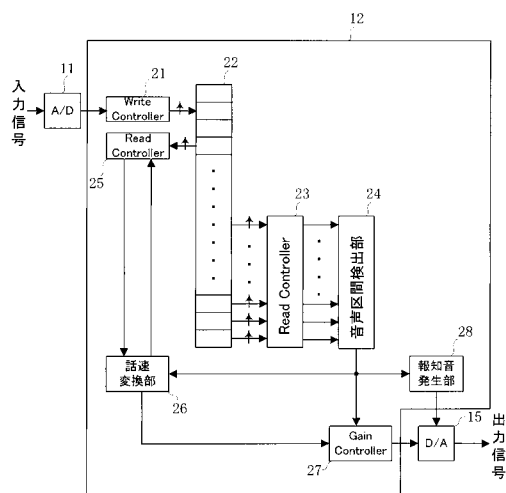 12
11
21
22
入力信号
A/D
Write
Controller
Read
Controller
25
23
24
Read Controller
音声区間検出部
28
話速
変換部
26
報知音
発生部
15
Gain
Controller
27
D/A
出力信号